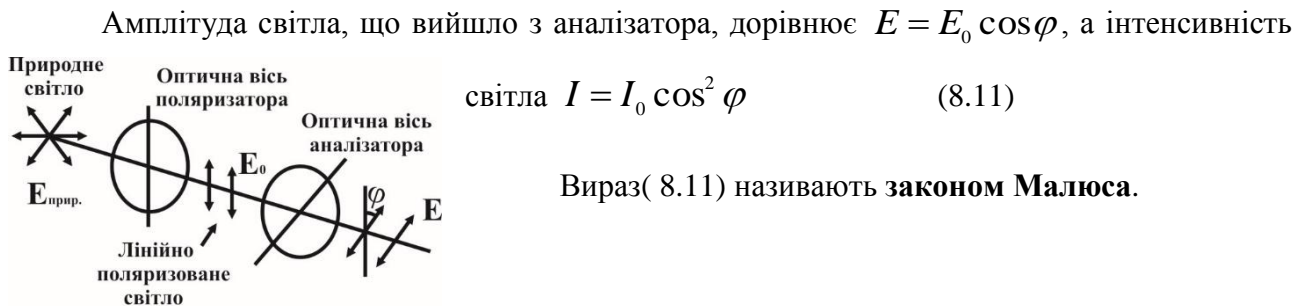 Амплітуда світла, що вийшло з аналізатора, дорівнює E = E₀ cosφ, а інтенсивність
світла I = I₀ cos² φ (8.11)
Вираз( 8.11) називають законом Малюса.
Природне
світло
Оптична вісь
поляризатора
Оптична вісь
аналізатора
Eприр.
E₀
φ
E
Лінійно
поляризоване
світло